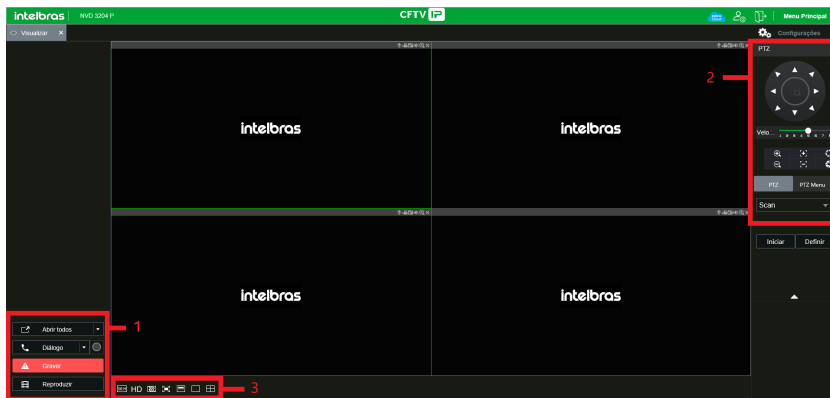 intelbras NVD 3204 P CFTV IP Menu Principal
Visualizar × Configurações
PTZ
2
intelbras intelbras
Velo...
PTZ PTZ Menu
Scan
Iniciar Definir
intelbras intelbras
Abrir todos 1
Diálogo
Gravar
Reproduzir
HD 3